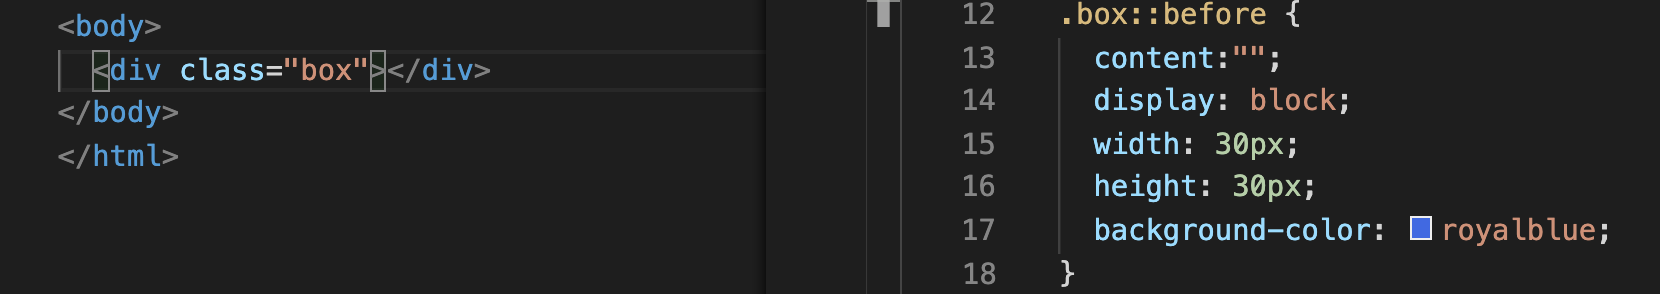 <body>
  <div class="box"></div>
</body>
</html>
12 .box::before {
13   content:"";
14   display: block;
15   width: 30px;
16   height: 30px;
17   background-color: royalblue;
18 }